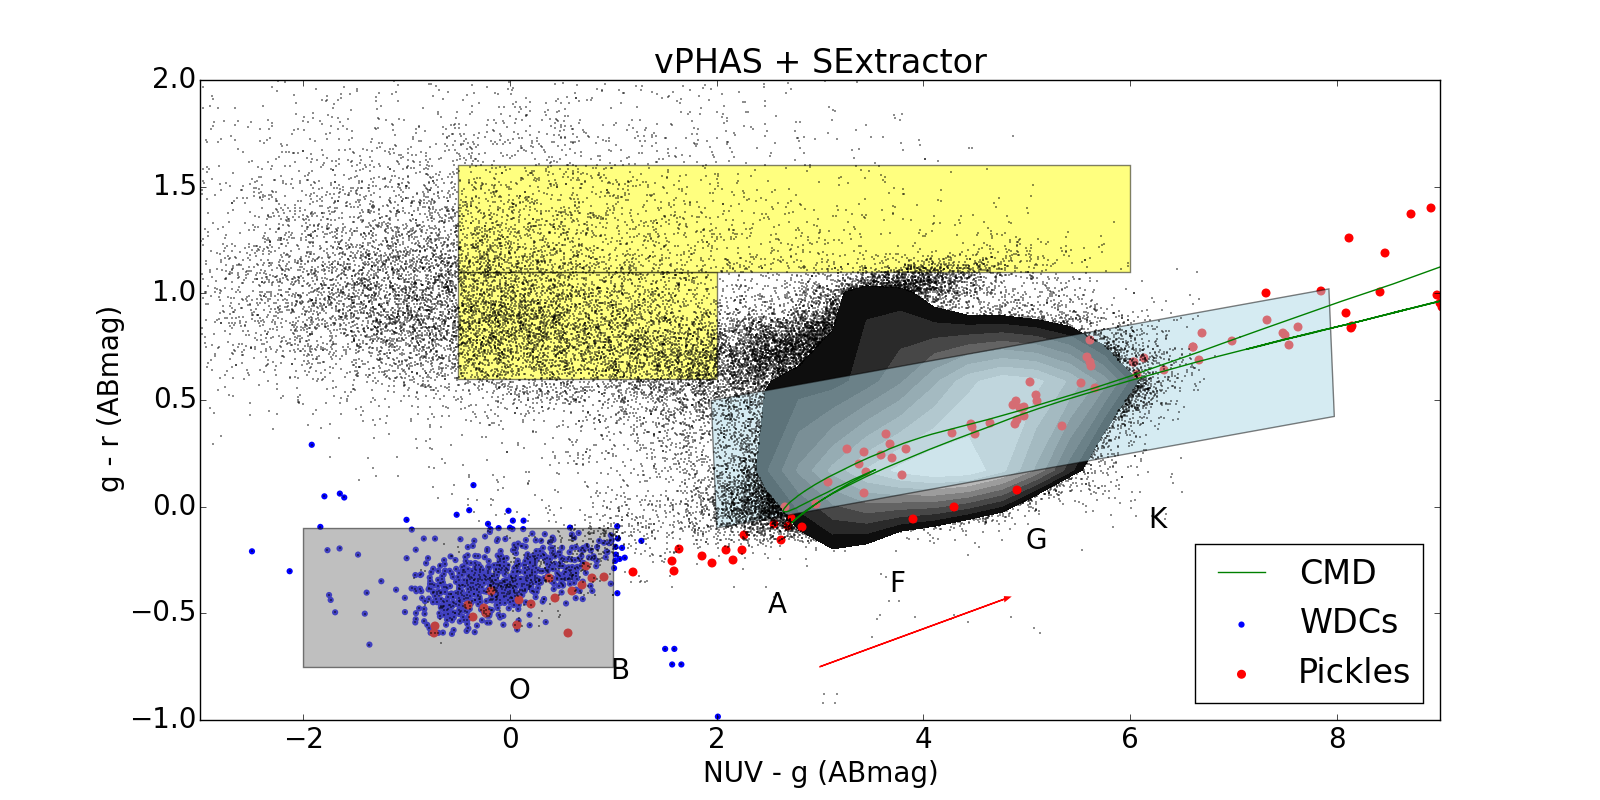 vPHAS + SExtractor
2.0
1.5
1.0
0.5
0.0
−0.5
−1.0
g - r (ABmag)
A
F
G
K
O
B
CMD
WDCs
Pickles
−2 0 2 4 6 8
NUV - g (ABmag)